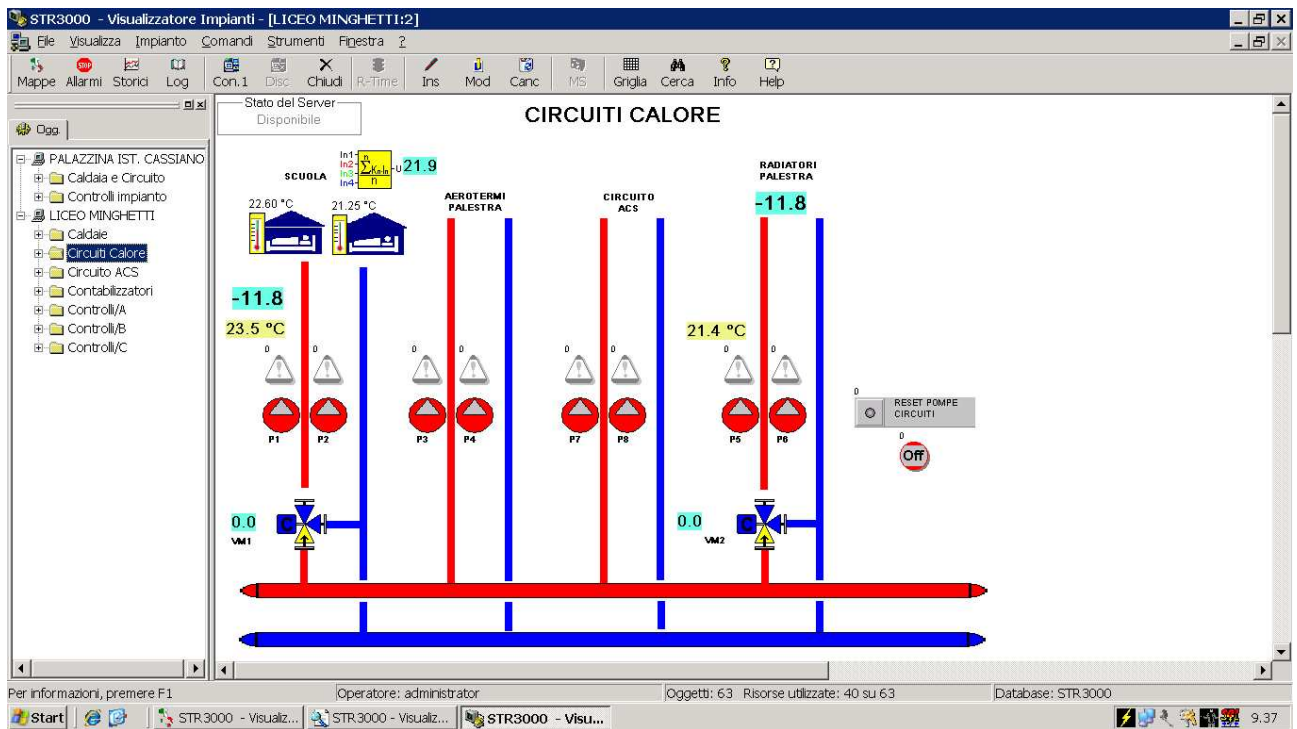 STR3000 - Visualizzatore Impianti - [LICEO MINGHETTI:2]
File Visualizza Impianto Comandi Strumenti Finestra ?
Mappe Allarmi Storici Log Con.1 Disc Chiudi R-Time Ins Mod Canc MS Griglia Cerca Info Help
Ogg.
PALAZZINA IST. CASSIANO
Caldaia e Circuito
Controlli impianto
LICEO MINGHETTI
Caldaie
Circuiti Calore
Circuito ACS
Contabilizzatori
Controlli/A
Controlli/B
Controlli/C
Stato del Server
Disponibile
CIRCUITI CALORE
SCUOLA
In1
In2
In3
In4
n
ΣKn·In
n
U
21.9
22.60 °C
21.25 °C
AEROTERMI
PALESTRA
CIRCUITO
ACS
RADIATORI
PALESTRA
-11.8
-11.8
23.5 °C
21.4 °C
0 0 0 0 0 0 0 0
P1 P2 P3 P4 P7 P8 P5 P6
0
RESET POMPE
CIRCUITI
0
Off
0.0
C
VM1
0.0
C
VM2
Per informazioni, premere F1
Operatore: administrator
Oggetti: 63 Risorse utilizzate: 40 su 63
Database: STR3000
Start
STR3000 - Visualiz...
STR3000 - Visualiz...
STR3000 - Visu...
9.37